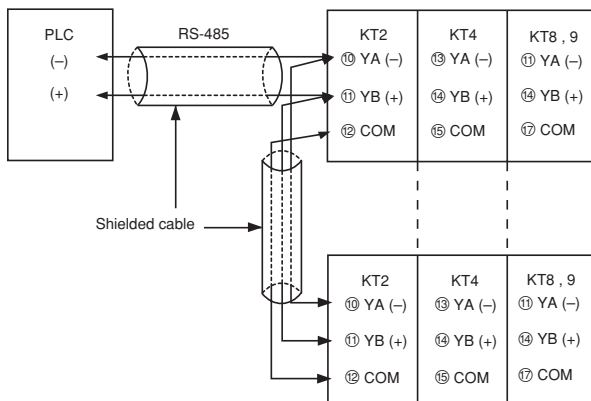 PLC
(–)
(+)
RS-485
KT2 KT4 KT8 , 9
⑩ YA (–) ⑬ YA (–) ⑪ YA (–)
⑪ YB (+) ⑭ YB (+) ⑭ YB (+)
⑫ COM ⑮ COM ⑰ COM
Shielded cable
KT2 KT4 KT8 , 9
⑩ YA (–) ⑬ YA (–) ⑪ YA (–)
⑪ YB (+) ⑭ YB (+) ⑭ YB (+)
⑫ COM ⑮ COM ⑰ COM